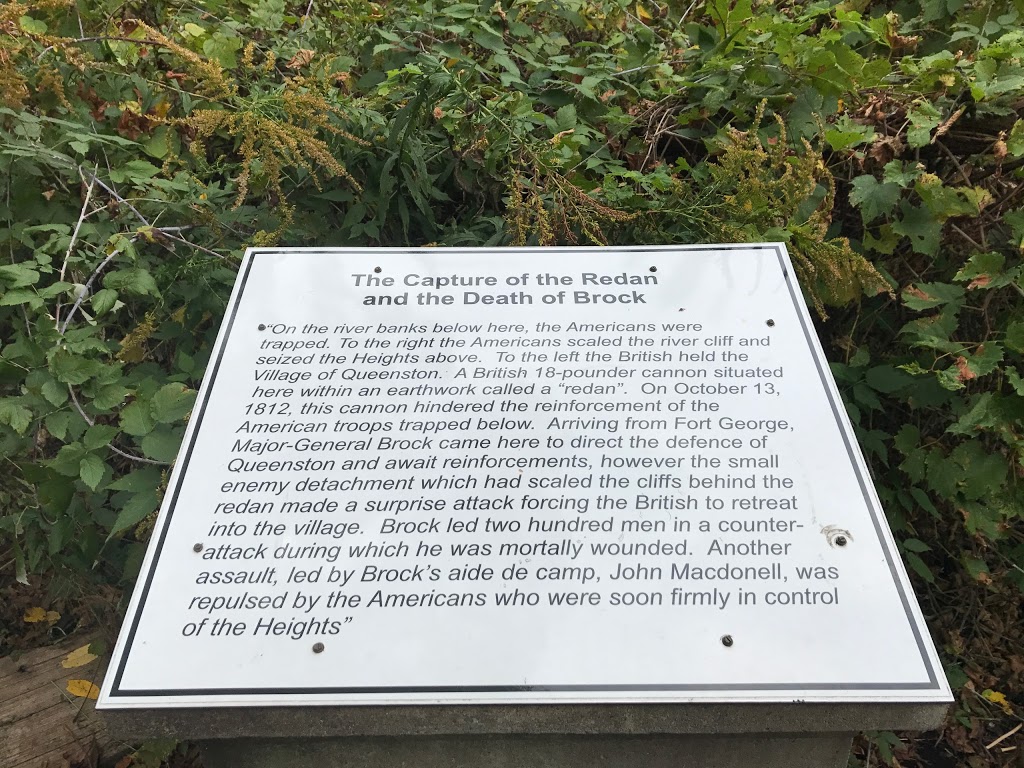 The Capture of the Redan
and the Death of Brock
“On the river banks below here, the Americans were
trapped. To the right the Americans scaled the river cliff and
seized the Heights above. To the left the British held the
Village of Queenston. A British 18-pounder cannon situated
here within an earthwork called a “redan”. On October 13,
1812, this cannon hindered the reinforcement of the
American troops trapped below. Arriving from Fort George,
Major-General Brock came here to direct the defence of
Queenston and await reinforcements, however the small
enemy detachment which had scaled the cliffs behind the
redan made a surprise attack forcing the British to retreat
into the village. Brock led two hundred men in a counter-
attack during which he was mortally wounded. Another
assault, led by Brock’s aide de camp, John Macdonell, was
repulsed by the Americans who were soon firmly in control
of the Heights”